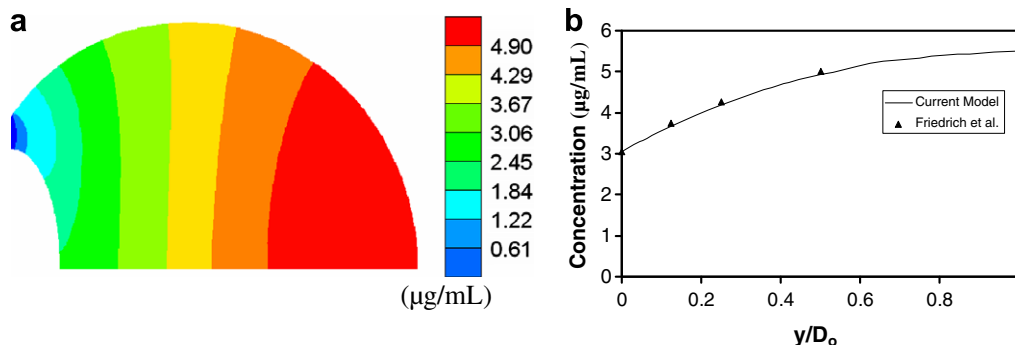 a
4.90
4.29
3.67
3.06
2.45
1.84
1.22
0.61
(μg/mL)
b
Concentration (μg/mL)
6
5
4
3
2
1
0
0
0.2
0.4
0.6
0.8
y/Do
Current Model
Friedrich et al.